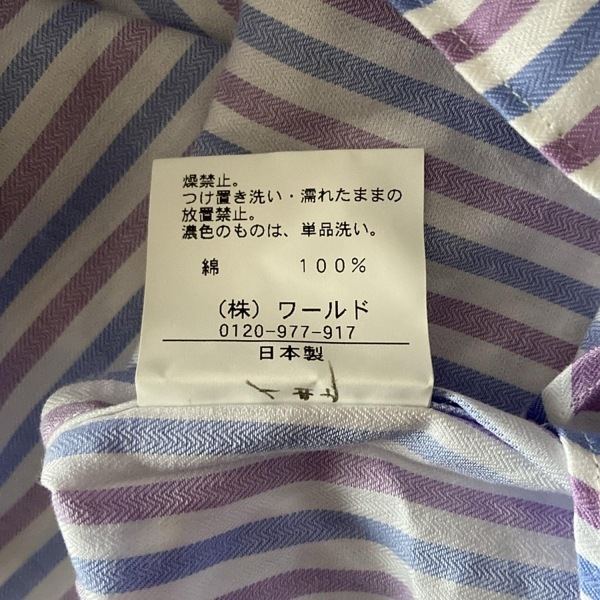 燥禁止。
つけ置き洗い・濡れたままの
放置禁止。
濃色のものは、単品洗い。
綿 100%
(株) ワールド
0120-977-917
日本製